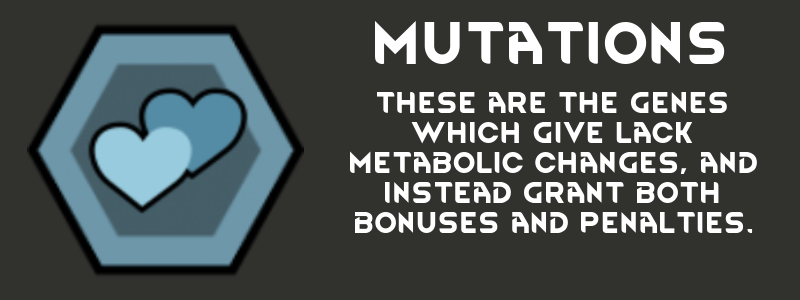 MUTATIONS
THESE ARE THE GENES
WHICH GIVE LACK
METABOLIC CHANGES, AND
INSTEAD GRANT BOTH
BONUSES AND PENALTIES.